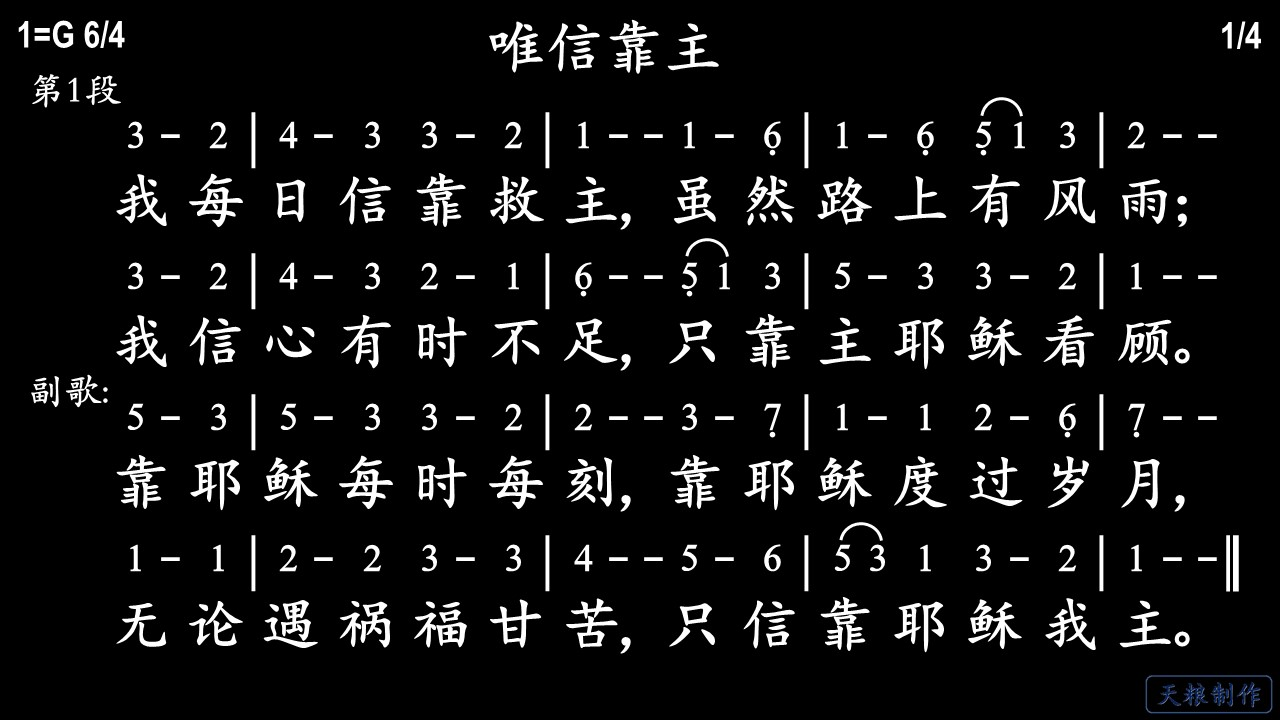 1=G 6/4 唯信靠主 1/4
第1段
3 - 2 | 4 - 3 3 - 2 | 1 - - 1 - 6̣ | 1 - 6̣ 5̣ 1 3 | 2 - -
我每日信靠救主,虽然路上有风雨;
3 - 2 | 4 - 3 2 - 1 | 6̣ - - 5̣ 1 3 | 5 - 3 3 - 2 | 1 - -
我信心有时不足,只靠主耶稣看顾。
副歌:
5 - 3 | 5 - 3 3 - 2 | 2 - - 3 - 7̣ | 1 - 1 2 - 6̣ | 7̣ - -
靠耶稣每时每刻,靠耶稣度过岁月,
1 - 1 | 2 - 2 3 - 3 | 4 - - 5 - 6 | 5 3 1 3 - 2 | 1 - - ‖
无论遇祸福甘苦,只信靠耶稣我主。
天粮制作